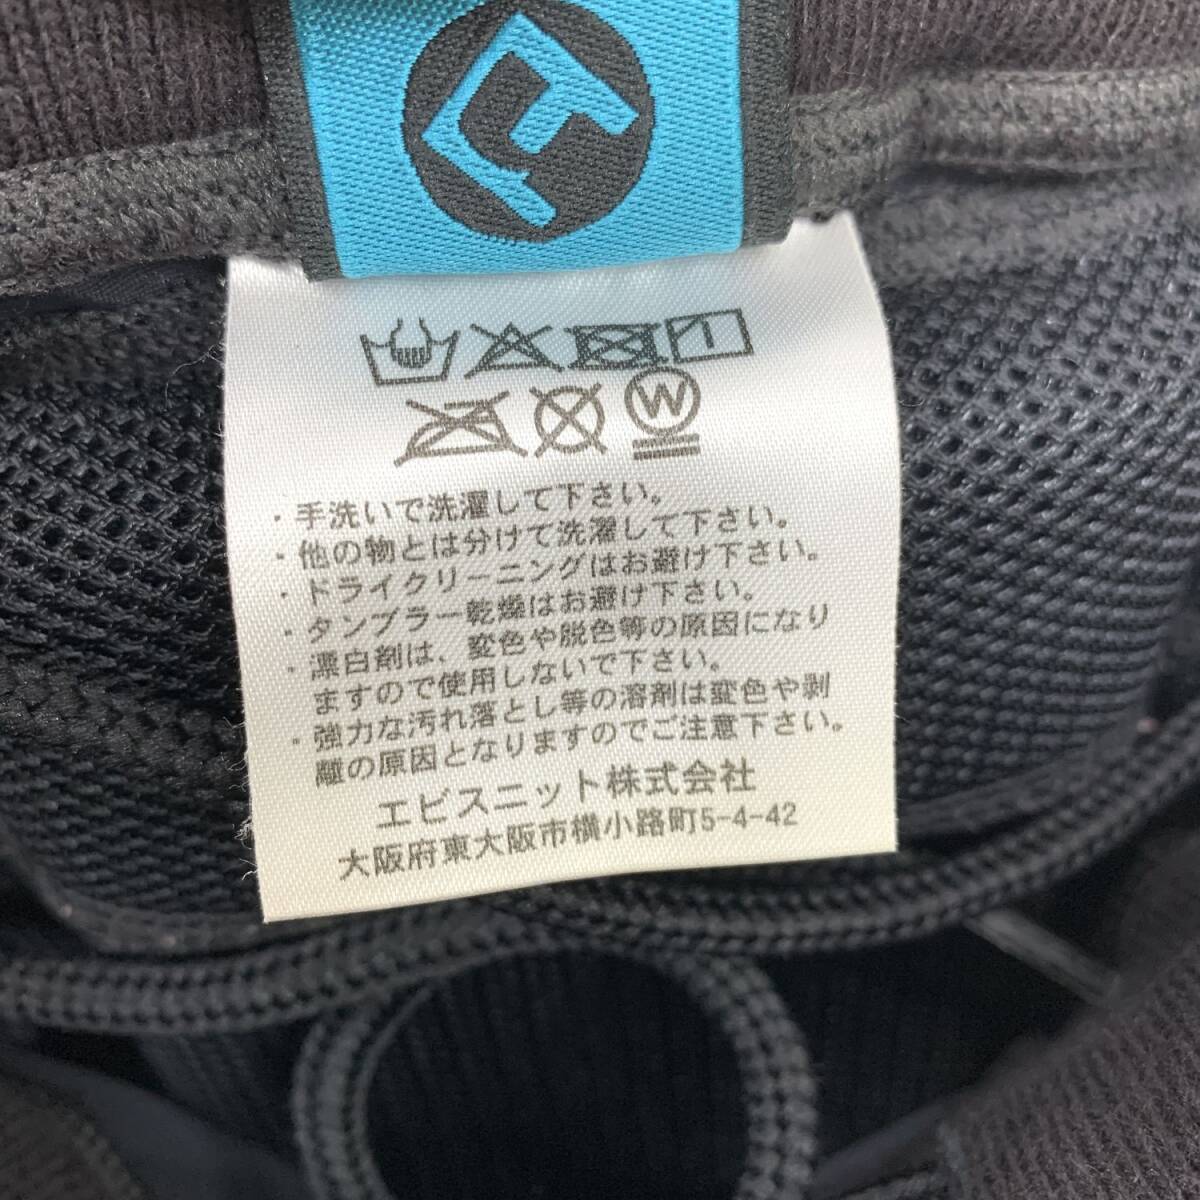 W
・手洗いで洗濯して下さい。
・他の物とは分けて洗濯して下さい。
・ドライクリーニングはお避け下さい。
・タンブラー乾燥はお避け下さい。
・漂白剤は、変色や脱色等の原因になり
ますので使用しないで下さい。
・強力な汚れ落とし等の溶剤は変色や剥
離の原因となりますのでご注意下さい。
エビスニット株式会社
大阪府東大阪市横小路町5-4-42